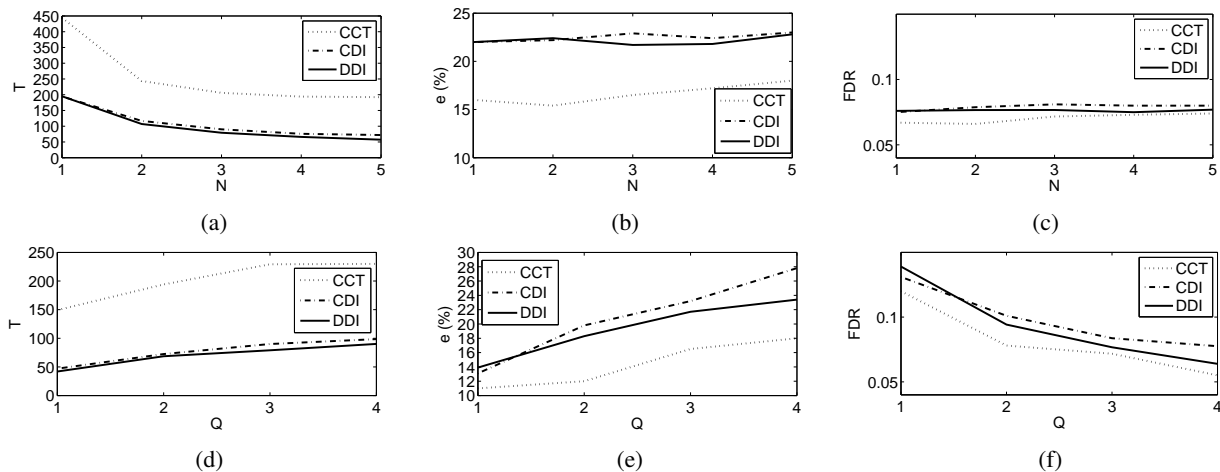 450
400
350
300
250
200
150
100
50
0
T
CCT
CDI
DDI
1 2 3 4 5
N
(a)
25
20
15
10
e (%)
CCT
CDI
DDI
1 2 3 4 5
N
(b)
0.1
0.05
FDR
CCT
CDI
DDI
1 2 3 4 5
N
(c)
250
200
150
100
50
0
T
CCT
CDI
DDI
1 2 3 4
Q
(d)
30
28
26
24
22
20
18
16
14
12
10
e (%)
CCT
CDI
DDI
1 2 3 4
Q
(e)
0.1
0.05
FDR
CCT
CDI
DDI
1 2 3 4
Q
(f)